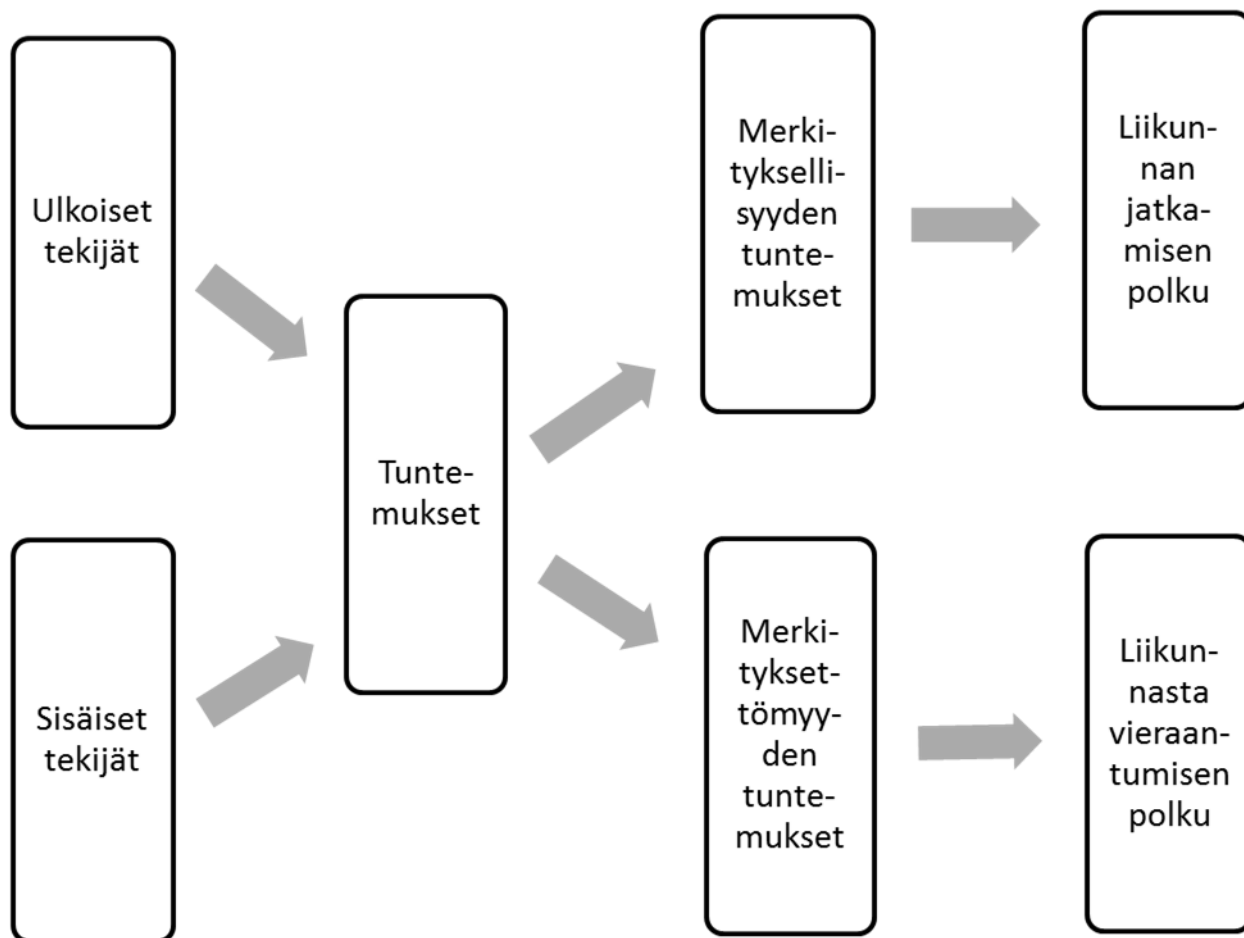 Ulkoiset
tekijät
Sisäiset
tekijät
Tunte-
mukset
Merki-
tykselli-
syyden
tunte-
mukset
Merki-
tykset-
tömyy-
den
tunte-
mukset
Liikun-
nan
jatka-
misen
polku
Liikun-
nasta
vieraan-
tumisen
polku